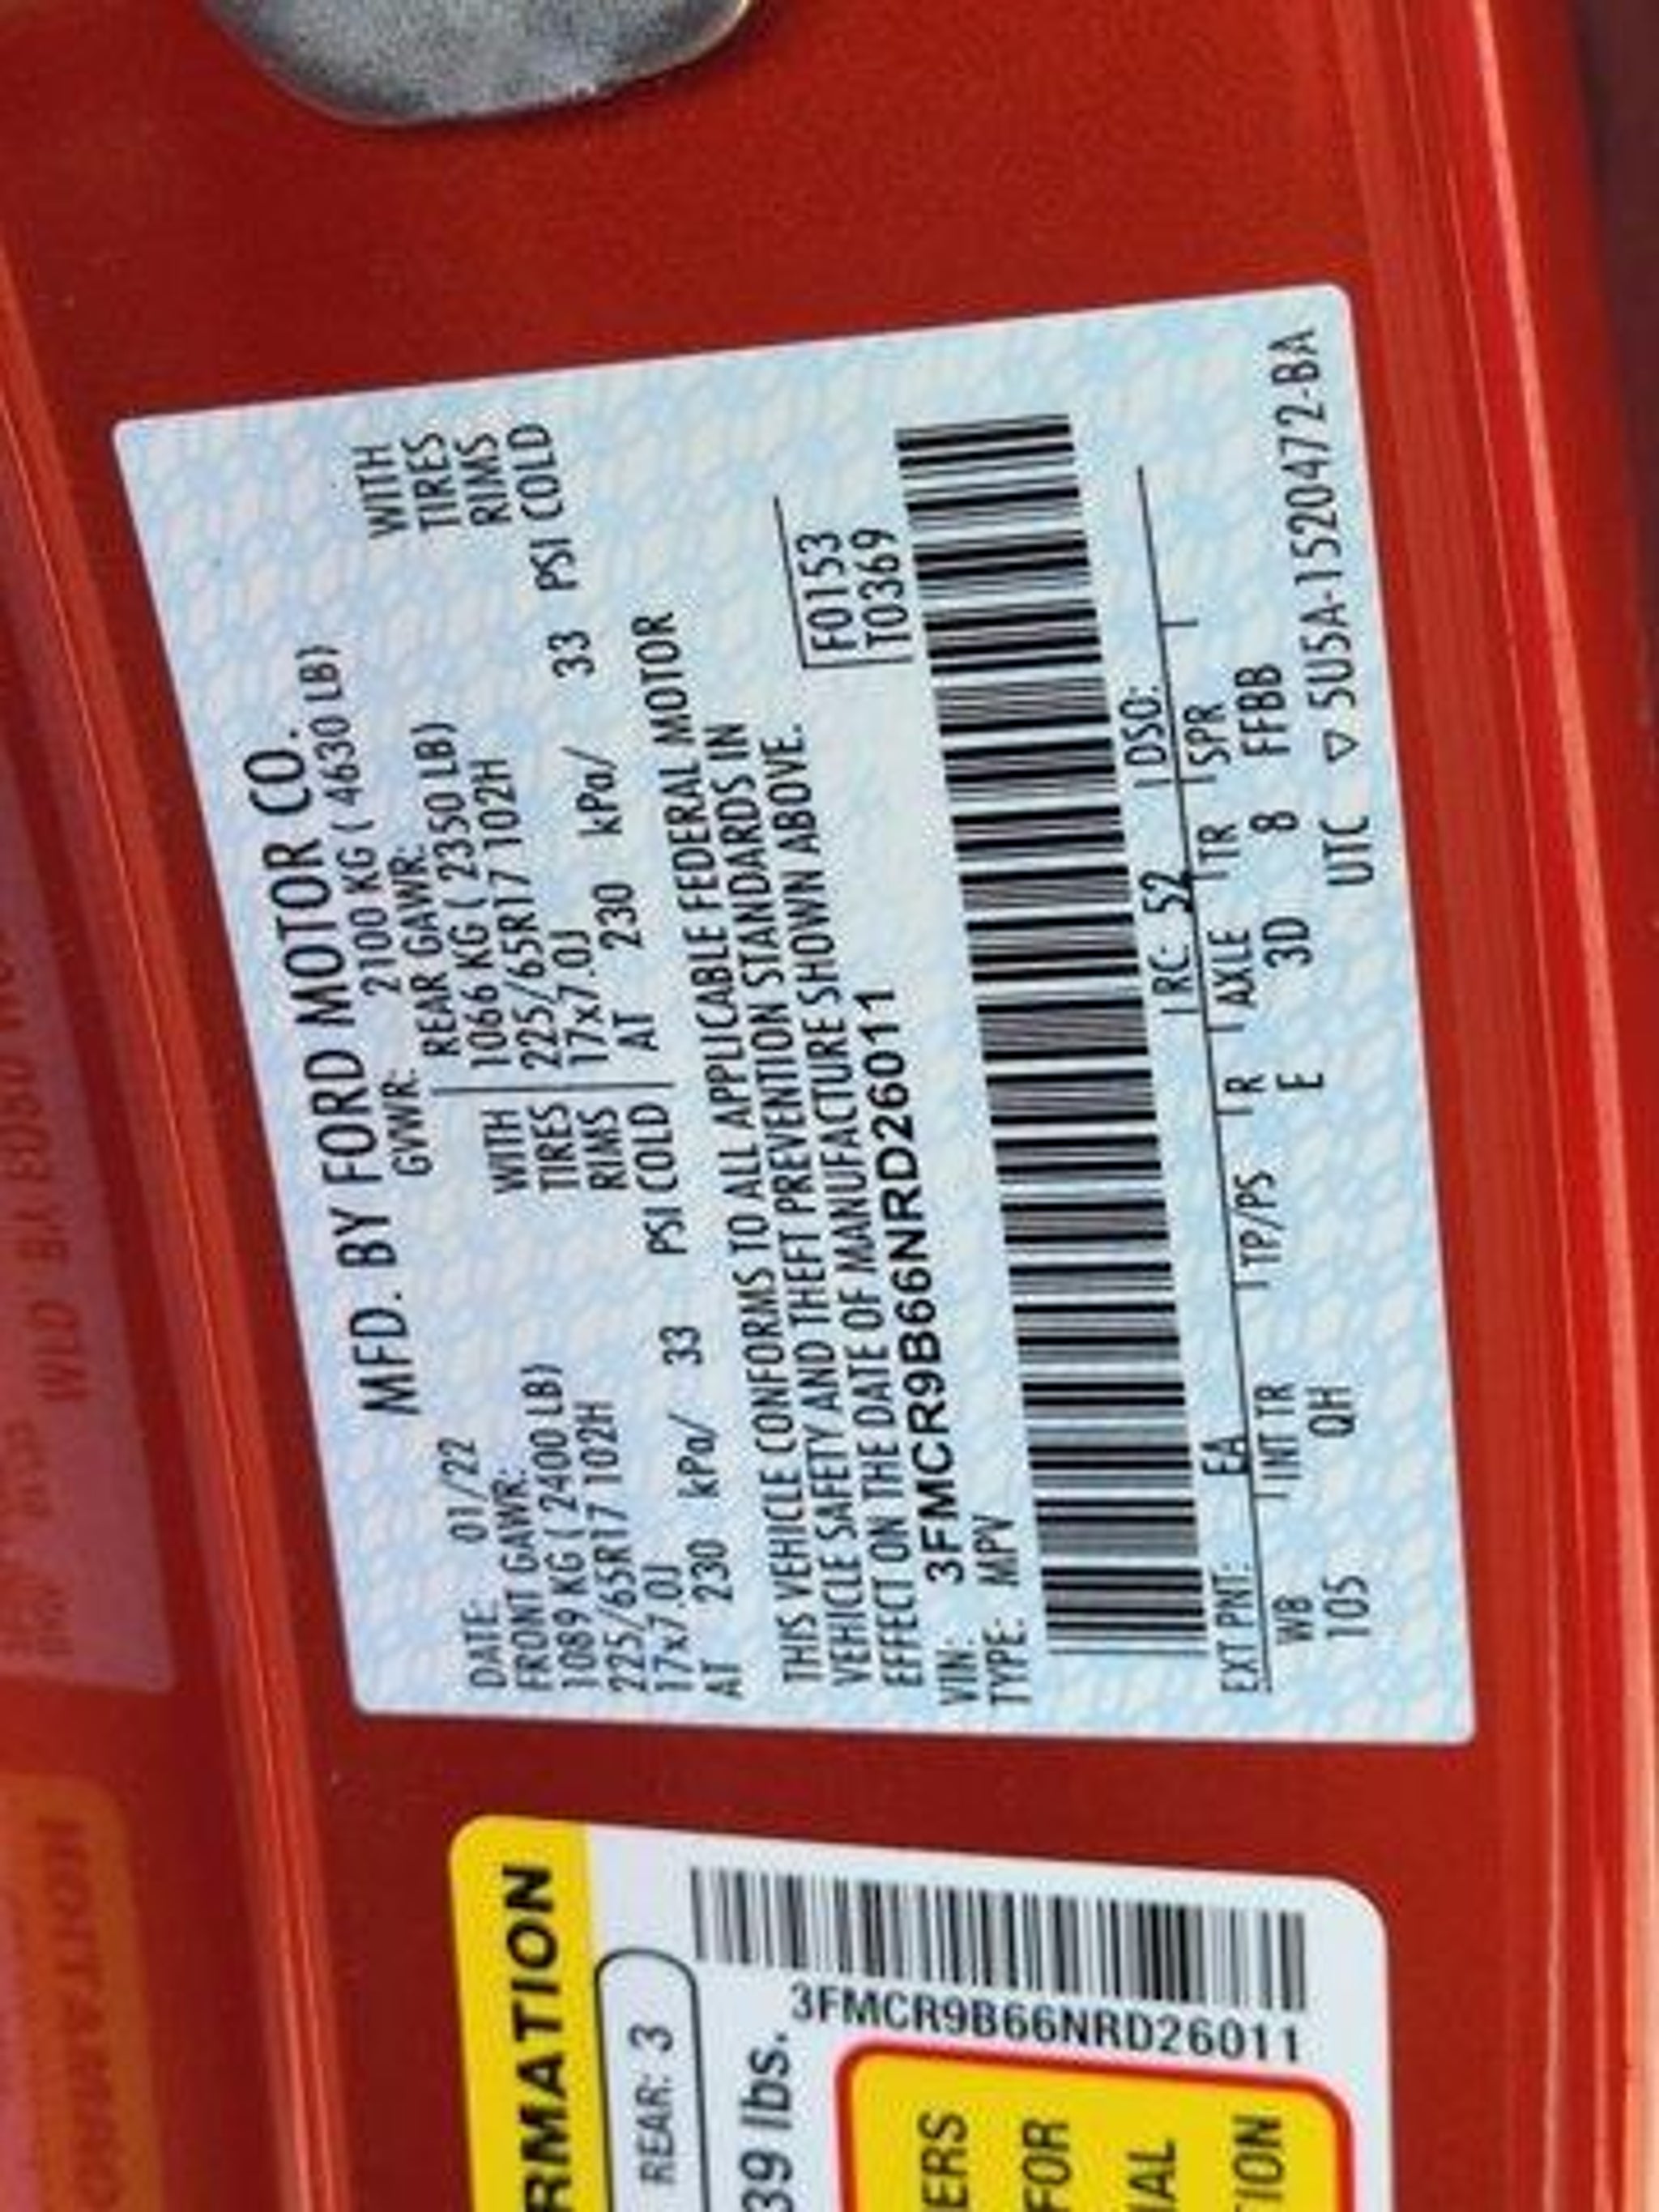 MFD. BY FORD MOTOR CO.
DATE: 01/22 GVWR: 2100 KG ( 4630 LB)
FRONT GAWR: REAR GAWR:
1089 KG ( 2400 LB) WITH 1066 KG ( 2350 LB) WITH
225/65R17 102H TIRES 225/65R17 102H TIRES
17x7.0J RIMS 17x7.0J RIMS
AT 230 kPa/ 33 PSI COLD AT 230 kPa/ 33 PSI COLD
THIS VEHICLE CONFORMS TO ALL APPLICABLE FEDERAL MOTOR
VEHICLE SAFETY AND THEFT PREVENTION STANDARDS IN
EFFECT ON THE DATE OF MANUFACTURE SHOWN ABOVE.
VIN: 3FMCR9B66NRD26011 F0153
TYPE: MPV T0369
EXT PNT: EA RC: 52 DSO:
WB INT TR TP/PS R AXLE TR SPR
105 QH E 3D 8 FFBB
UTC ▽ 5U5A-1520472-BA
RMATION
REAR: 3
39 lbs.
3FMCR9B66NRD26011
ERS
FOR
IAL
TION